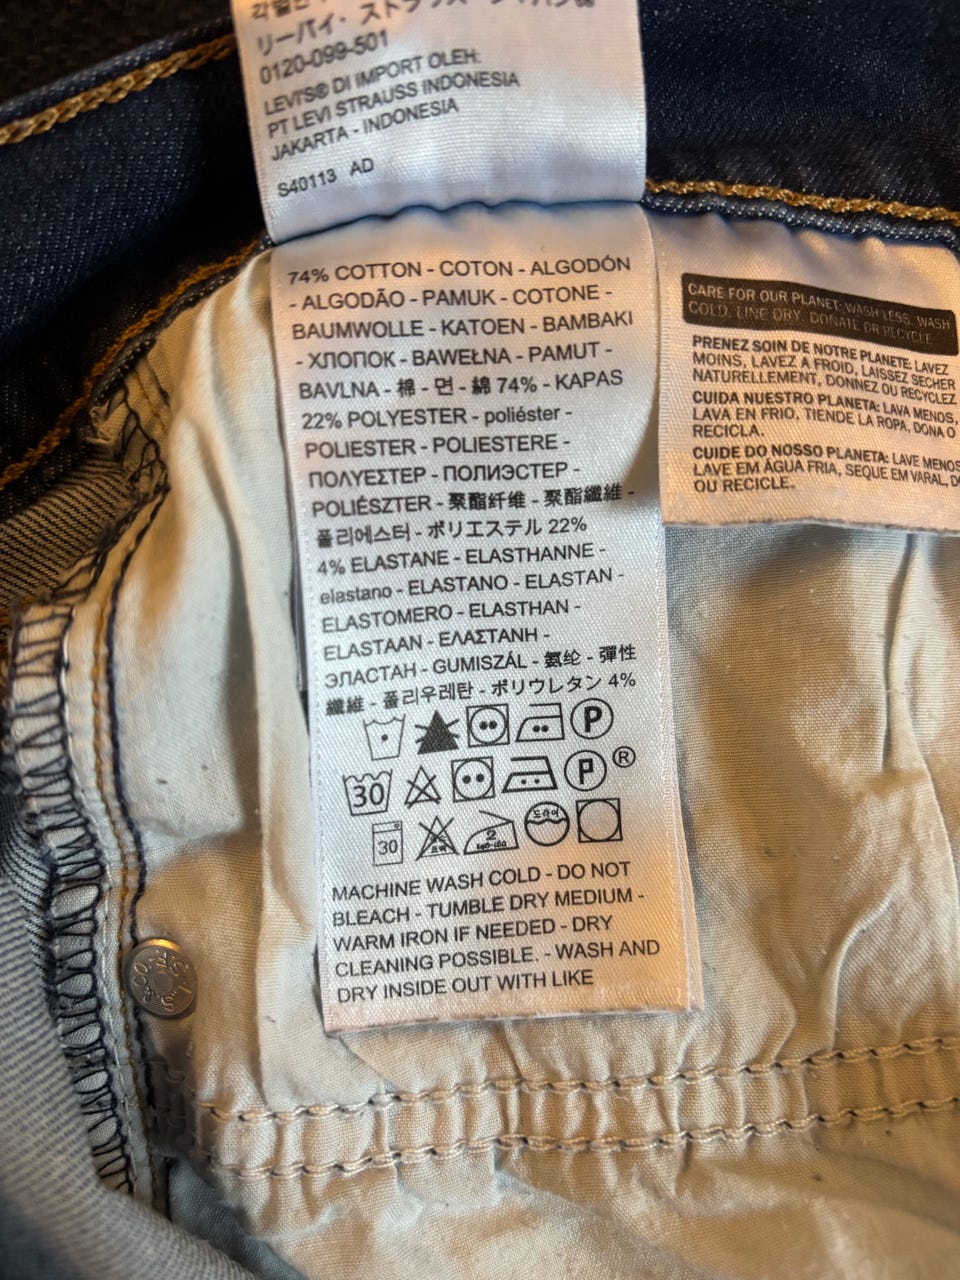 リーバイ・ストラウス ジャパン㈱
0120-099-501
LEVI'S® DI IMPORT OLEH:
PT LEVI STRAUSS INDONESIA
JAKARTA - INDONESIA
S40113 AD
74% COTTON - COTON - ALGODÓN
- ALGODÃO - PAMUK - COTONE -
BAUMWOLLE - KATOEN - BAMBAKI
- ХЛОПОК - BAWEŁNA - PAMUT -
BAVLNA - 棉 - 면 - 綿 74% - KAPAS
22% POLYESTER - poliéster -
POLIESTER - POLIESTERE -
ΠΟΛΥΕΣΤΕΡ - ПОЛИЭСТЕР -
POLIÉSZTER - 聚酯纤维 - 聚酯纖維 -
폴리에스터 - ポリエステル 22%
4% ELASTANE - ELASTHANNE -
elastano - ELASTANO - ELASTAN -
ELASTOMERO - ELASTHAN -
ELASTAAN - ΕΛΑΣΤΑΝΗ -
ЭЛАСТАН - GUMISZÁL - 氨纶 - 彈性
纖維 - 폴리우레탄 - ポリウレタン 4%
P
30 P ®
30 2 드라이
MACHINE WASH COLD - DO NOT
BLEACH - TUMBLE DRY MEDIUM -
WARM IRON IF NEEDED - DRY
CLEANING POSSIBLE. - WASH AND
DRY INSIDE OUT WITH LIKE
CARE FOR OUR PLANET: WASH LESS, WASH
COLD, LINE DRY, DONATE OR RECYCLE
PRENEZ SOIN DE NOTRE PLANETE: LAVEZ
MOINS, LAVEZ A FROID, LAISSEZ SECHER
NATURELLEMENT, DONNEZ OU RECYCLEZ
CUIDA NUESTRO PLANETA: LAVA MENOS,
LAVA EN FRIO, TIENDE LA ROPA, DONA O
RECICLA.
CUIDE DO NOSSO PLANETA: LAVE MENOS
LAVE EM ÁGUA FRIA, SEQUE EM VARAL, DO
OU RECICLE.